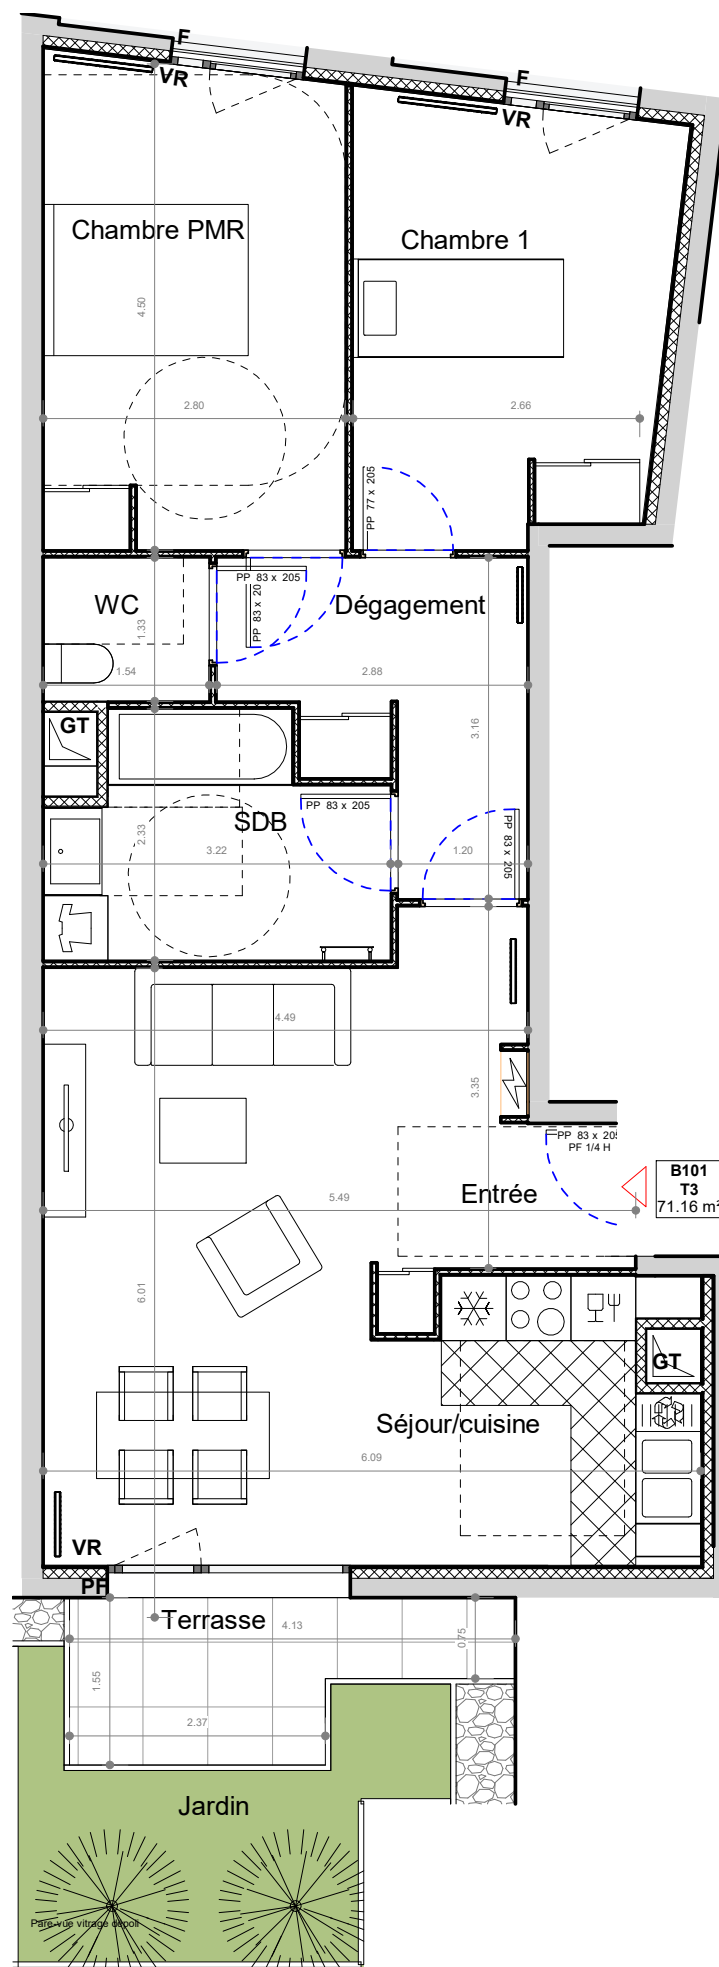 F
VR
F
VR
Chambre PMR
Chambre 1
4.50
2.80
2.66
PP 77 x 205
WC
PP 83 x 205
PP 83 x 20
Dégagement
1.33
1.54
2.88
GT
3.16
SDB
PP 83 x 205
PP 83 x 205
2.33
3.22
1.20
4.49
3.35
PP 83 x 205
PF 1/4 H
B101
T3
71.16 m²
Entrée
5.49
6.01
GT
Séjour/cuisine
6.09
VR
PF
Terrasse
4.13
0.75
1.55
2.37
Jardin
Pare-vue vitrage dépoli